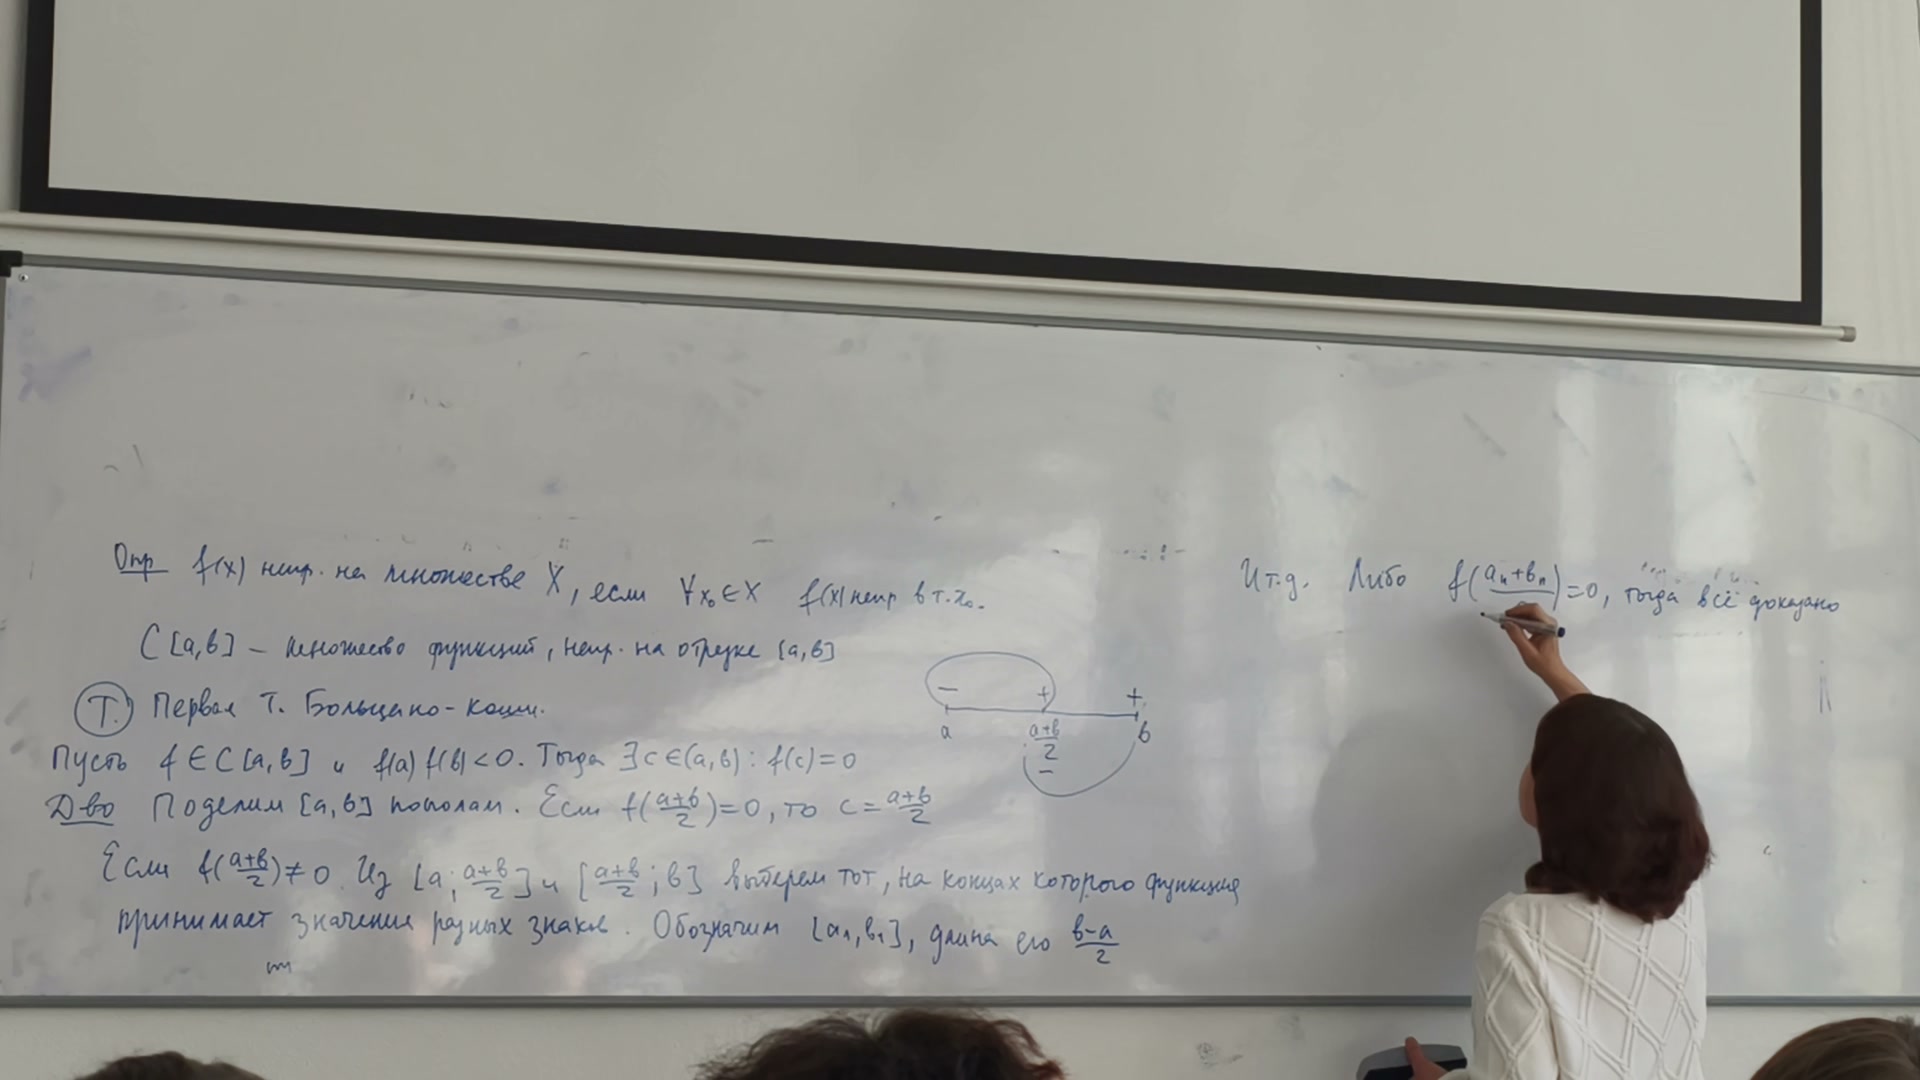 Опр f(x) непр. на множестве X, если ∀x₀∈X f(x) непр в т.x₀.
C[a,b] – множество функций, непр. на отрезке [a,b]
Т. Первая т. Больцано-Коши.
Пусть f∈C[a,b] и f(a)f(b)<0. Тогда ∃c∈(a,b): f(c)=0
Д-во Поделим [a,b] пополам. Если f((a+b)/2)=0, то c=(a+b)/2
Если f((a+b)/2)≠0. Из [a;(a+b)/2] и [(a+b)/2;b] выберем тот, на концах которого функция
принимает значения разных знаков. Обозначим [a₁,b₁], длина его (b-a)/2
– + +
a (a+b)/2 b
–
И т.д. Либо f((aₙ+bₙ)/)=0, тогда всё доказано